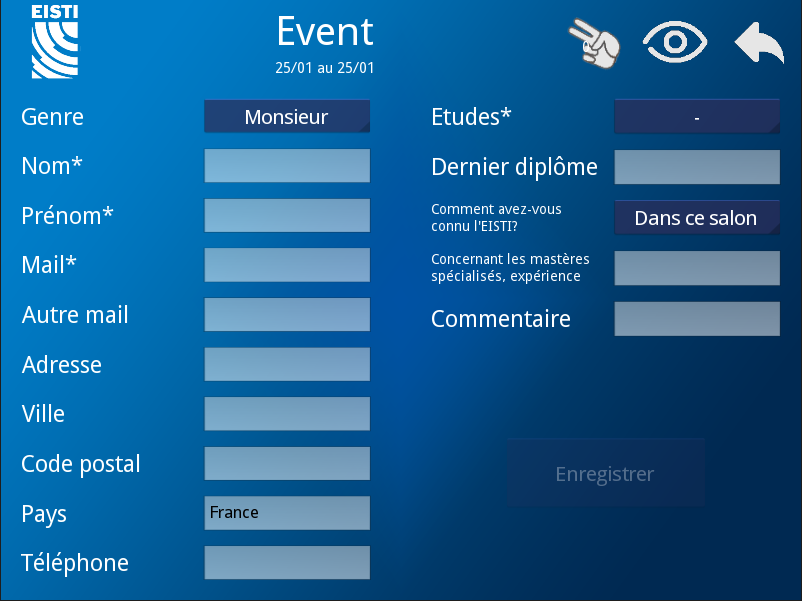 EISTI
Event
25/01 au 25/01
Genre
Monsieur
Nom*
Prénom*
Mail*
Autre mail
Adresse
Ville
Code postal
Pays
France
Téléphone
Etudes*
-
Dernier diplôme
Comment avez-vous
connu l'EISTI?
Dans ce salon
Concernant les mastères
spécialisés, expérience
Commentaire
Enregistrer